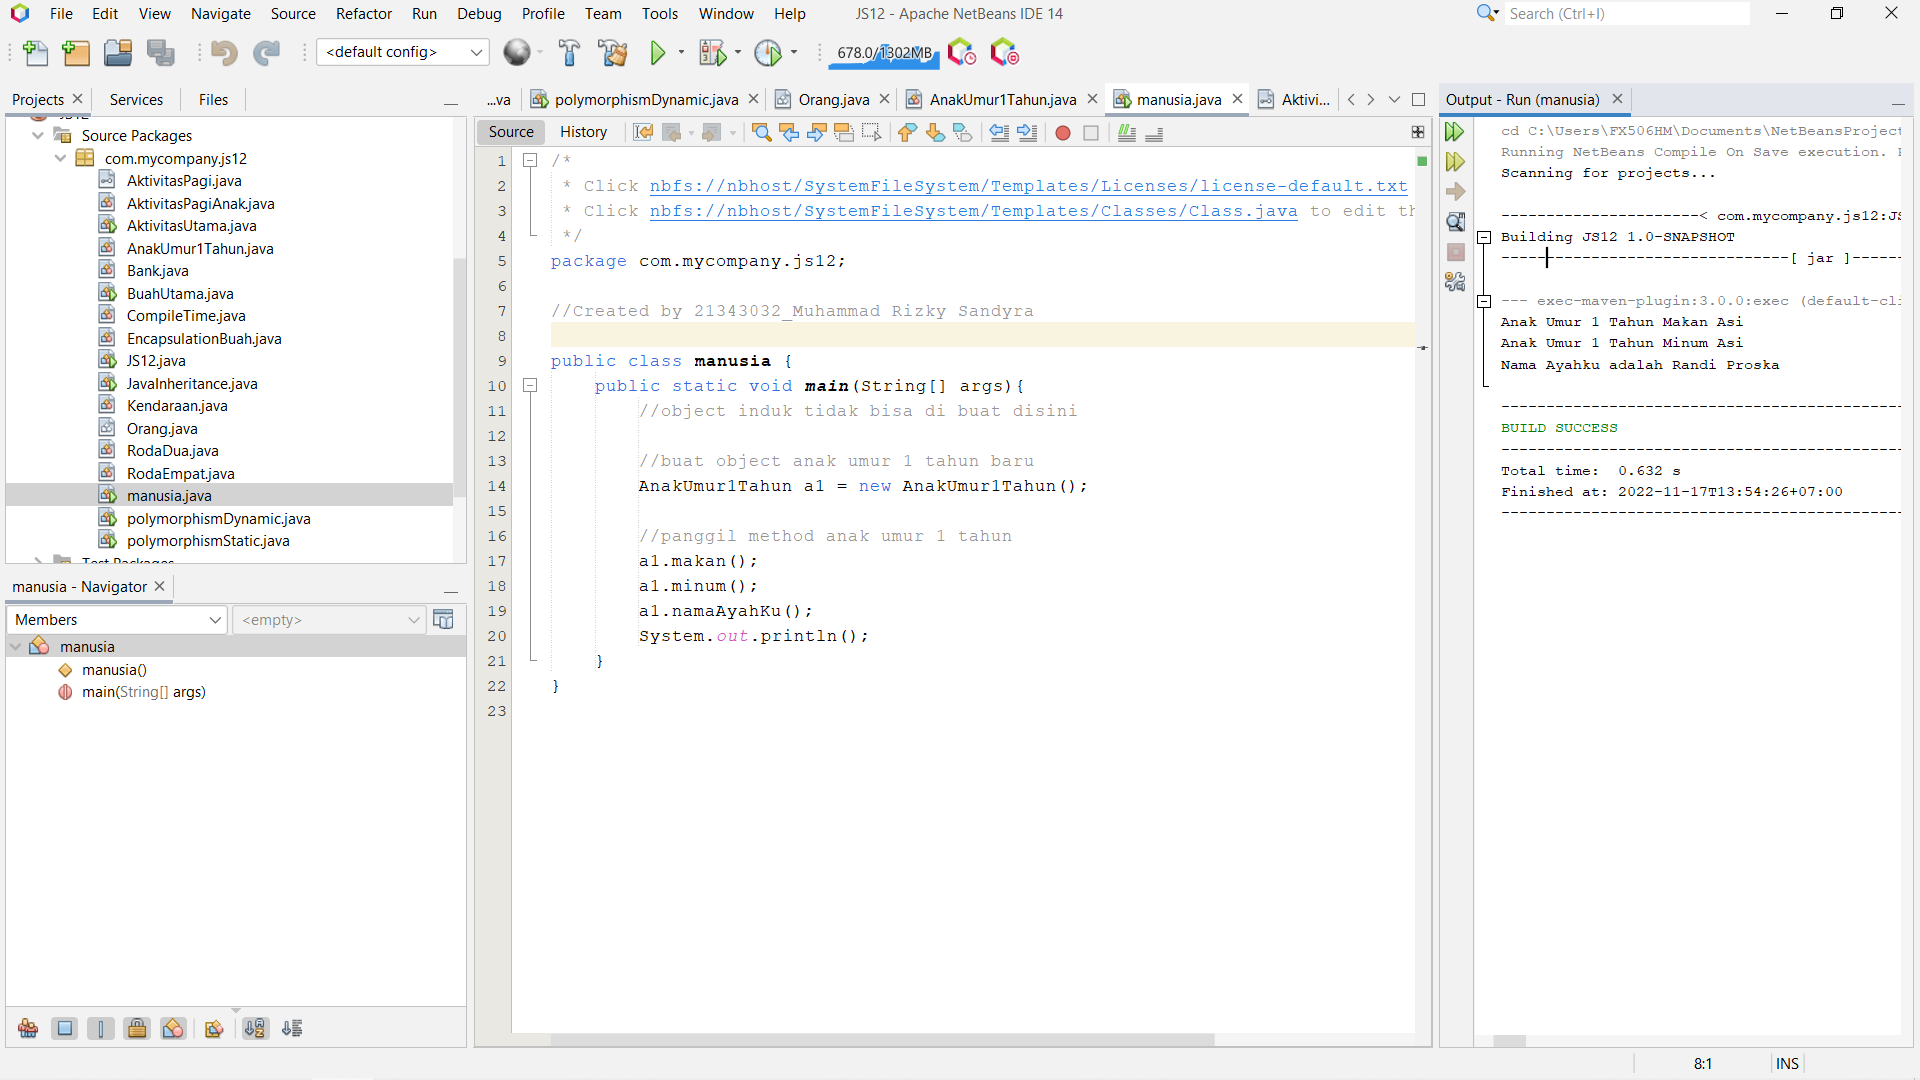 File Edit View Navigate Source Refactor Run Debug Profile Team Tools Window Help JS12 - Apache NetBeans IDE 14 Search (Ctrl+I)
<default config> 678.0/1302MB
Projects Services Files
Source Packages
com.mycompany.js12
AktivitasPagi.java
AktivitasPagiAnak.java
AktivitasUtama.java
AnakUmur1Tahun.java
Bank.java
BuahUtama.java
CompileTime.java
EncapsulationBuah.java
JS12.java
JavaInheritance.java
Kendaraan.java
Orang.java
RodaDua.java
RodaEmpat.java
manusia.java
polymorphismDynamic.java
polymorphismStatic.java
Test Packages
manusia - Navigator
Members <empty>
manusia
manusia()
main(String[] args)
...va polymorphismDynamic.java Orang.java AnakUmur1Tahun.java manusia.java Aktivi...
Source History
1 /*
2 * Click nbfs://nbhost/SystemFileSystem/Templates/Licenses/license-default.txt
3 * Click nbfs://nbhost/SystemFileSystem/Templates/Classes/Class.java to edit th
4 */
5 package com.mycompany.js12;
6
7 //Created by 21343032_Muhammad Rizky Sandyra
8
9 public class manusia {
10 public static void main(String[] args){
11 //object induk tidak bisa di buat disini
12
13 //buat object anak umur 1 tahun baru
14 AnakUmur1Tahun a1 = new AnakUmur1Tahun();
15
16 //panggil method anak umur 1 tahun
17 a1.makan();
18 a1.minum();
19 a1.namaAyahKu();
20 System.out.println();
21 }
22 }
23
Output - Run (manusia)
cd C:\Users\FX506HM\Documents\NetBeansProject
Running NetBeans Compile On Save execution.
Scanning for projects...
----------------------< com.mycompany.js12:JS
Building JS12 1.0-SNAPSHOT
--------------------------------[ jar ]------
--- exec-maven-plugin:3.0.0:exec (default-cl
Anak Umur 1 Tahun Makan Asi
Anak Umur 1 Tahun Minum Asi
Nama Ayahku adalah Randi Proska
---------------------------------------------
BUILD SUCCESS
---------------------------------------------
Total time:  0.632 s
Finished at: 2022-11-17T13:54:26+07:00
---------------------------------------------
8:1 INS